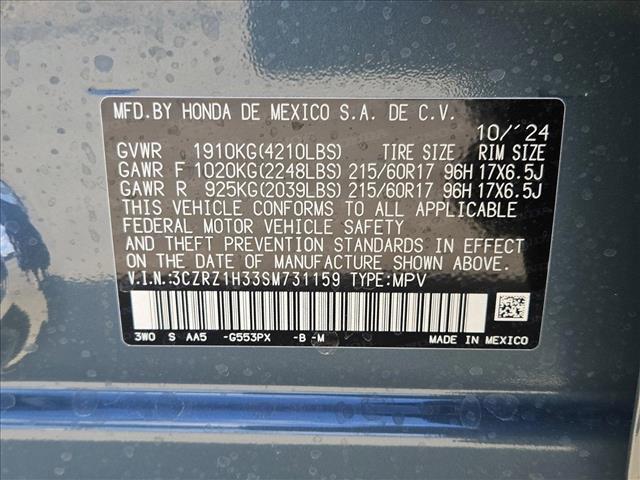 MFD.BY HONDA DE MEXICO S.A. DE C.V.
10/´24
GVWR 1910KG(4210LBS) TIRE SIZE RIM SIZE
GAWR F 1020KG(2248LBS) 215/60R17 96H 17X6.5J
GAWR R 925KG(2039LBS) 215/60R17 96H 17X6.5J
THIS VEHICLE CONFORMS TO ALL APPLICABLE
FEDERAL MOTOR VEHICLE SAFETY
AND THEFT PREVENTION STANDARDS IN EFFECT
ON THE DATE OF MANUFACTURE SHOWN ABOVE.
V.I.N.:3CZRZ1H33SM731159 TYPE:MPV
3W0 S AA5 -G553PX -B -M MADE IN MEXICO